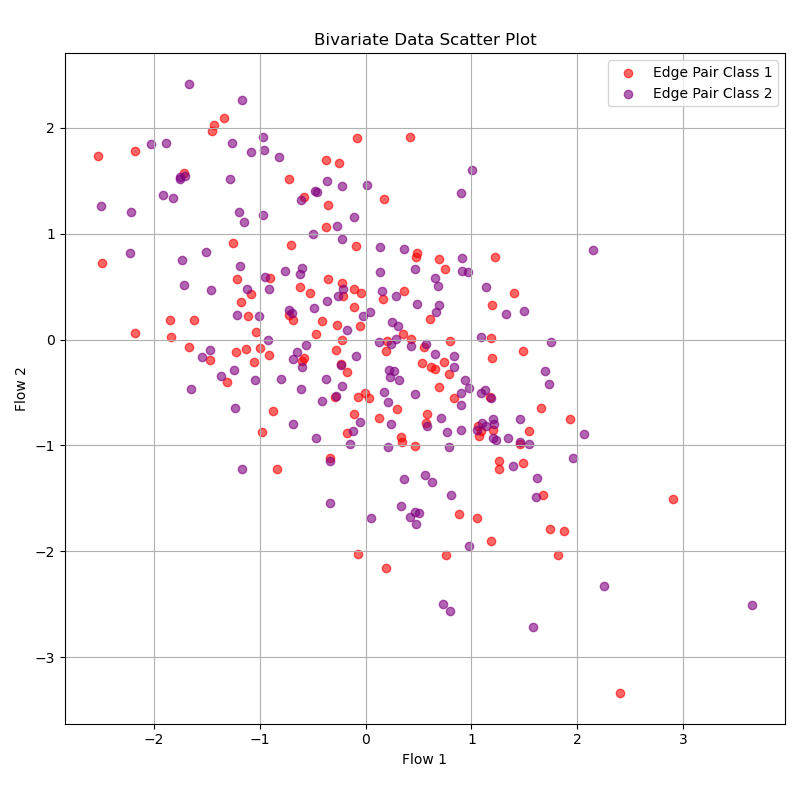 Bivariate Data Scatter Plot
Edge Pair Class 1
Edge Pair Class 2
Flow 2
2
1
0
−1
−2
−3
−2
−1
0
1
2
3
Flow 1